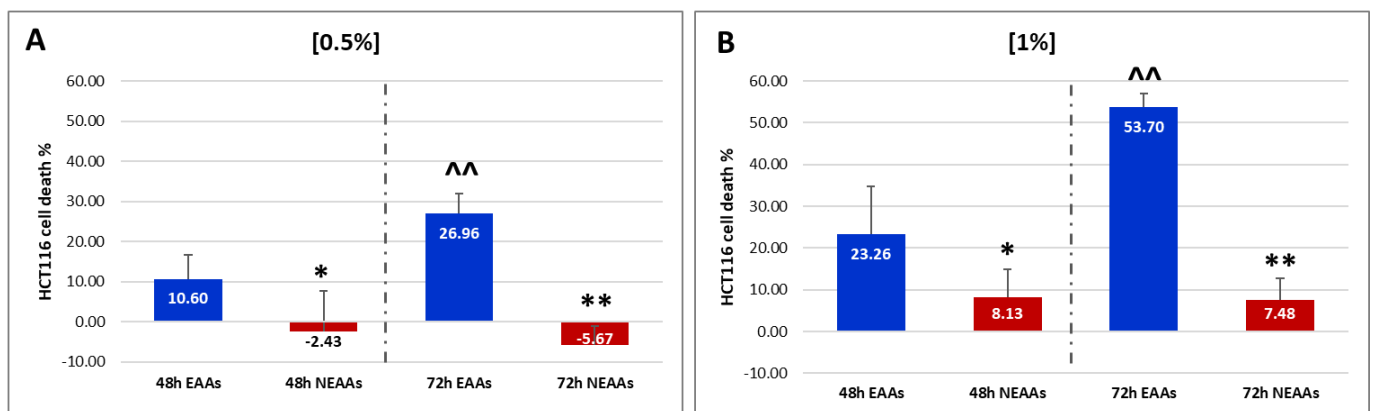 A
[0.5%]
HCT116 cell death %
60.00
50.00
40.00
30.00
20.00
10.00
0.00
-10.00
^^
*
**
10.60
-2.43
26.96
-5.67
48h EAAs
48h NEAAs
72h EAAs
72h NEAAs
B
[1%]
HCT116 cell death %
60.00
50.00
40.00
30.00
20.00
10.00
0.00
-10.00
^^
*
**
23.26
8.13
53.70
7.48
48h EAAs
48h NEAAs
72h EAAs
72h NEAAs